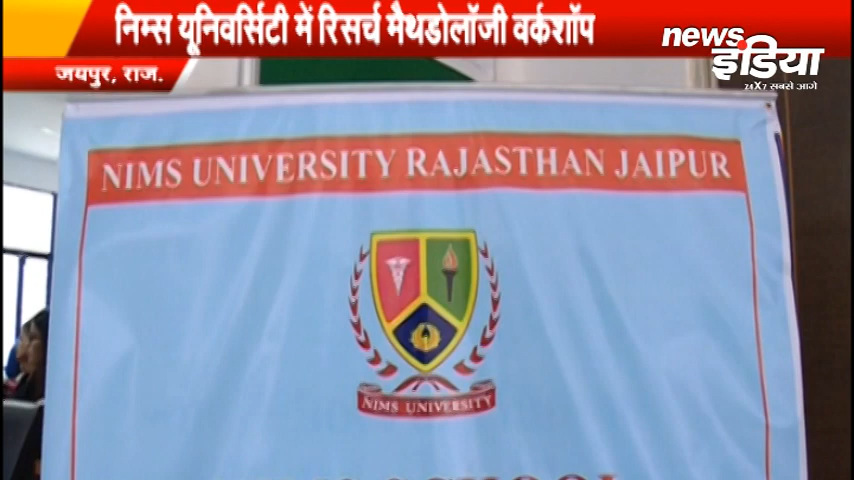 निम्स यूनिवर्सिटी में रिसर्च मैथडोलॉजी वर्कशॉप
जयपुर, राज.
news
इंडिया
24X7 सबसे आगे
NIMS UNIVERSITY RAJASTHAN JAIPUR
NIMS UNIVERSITY